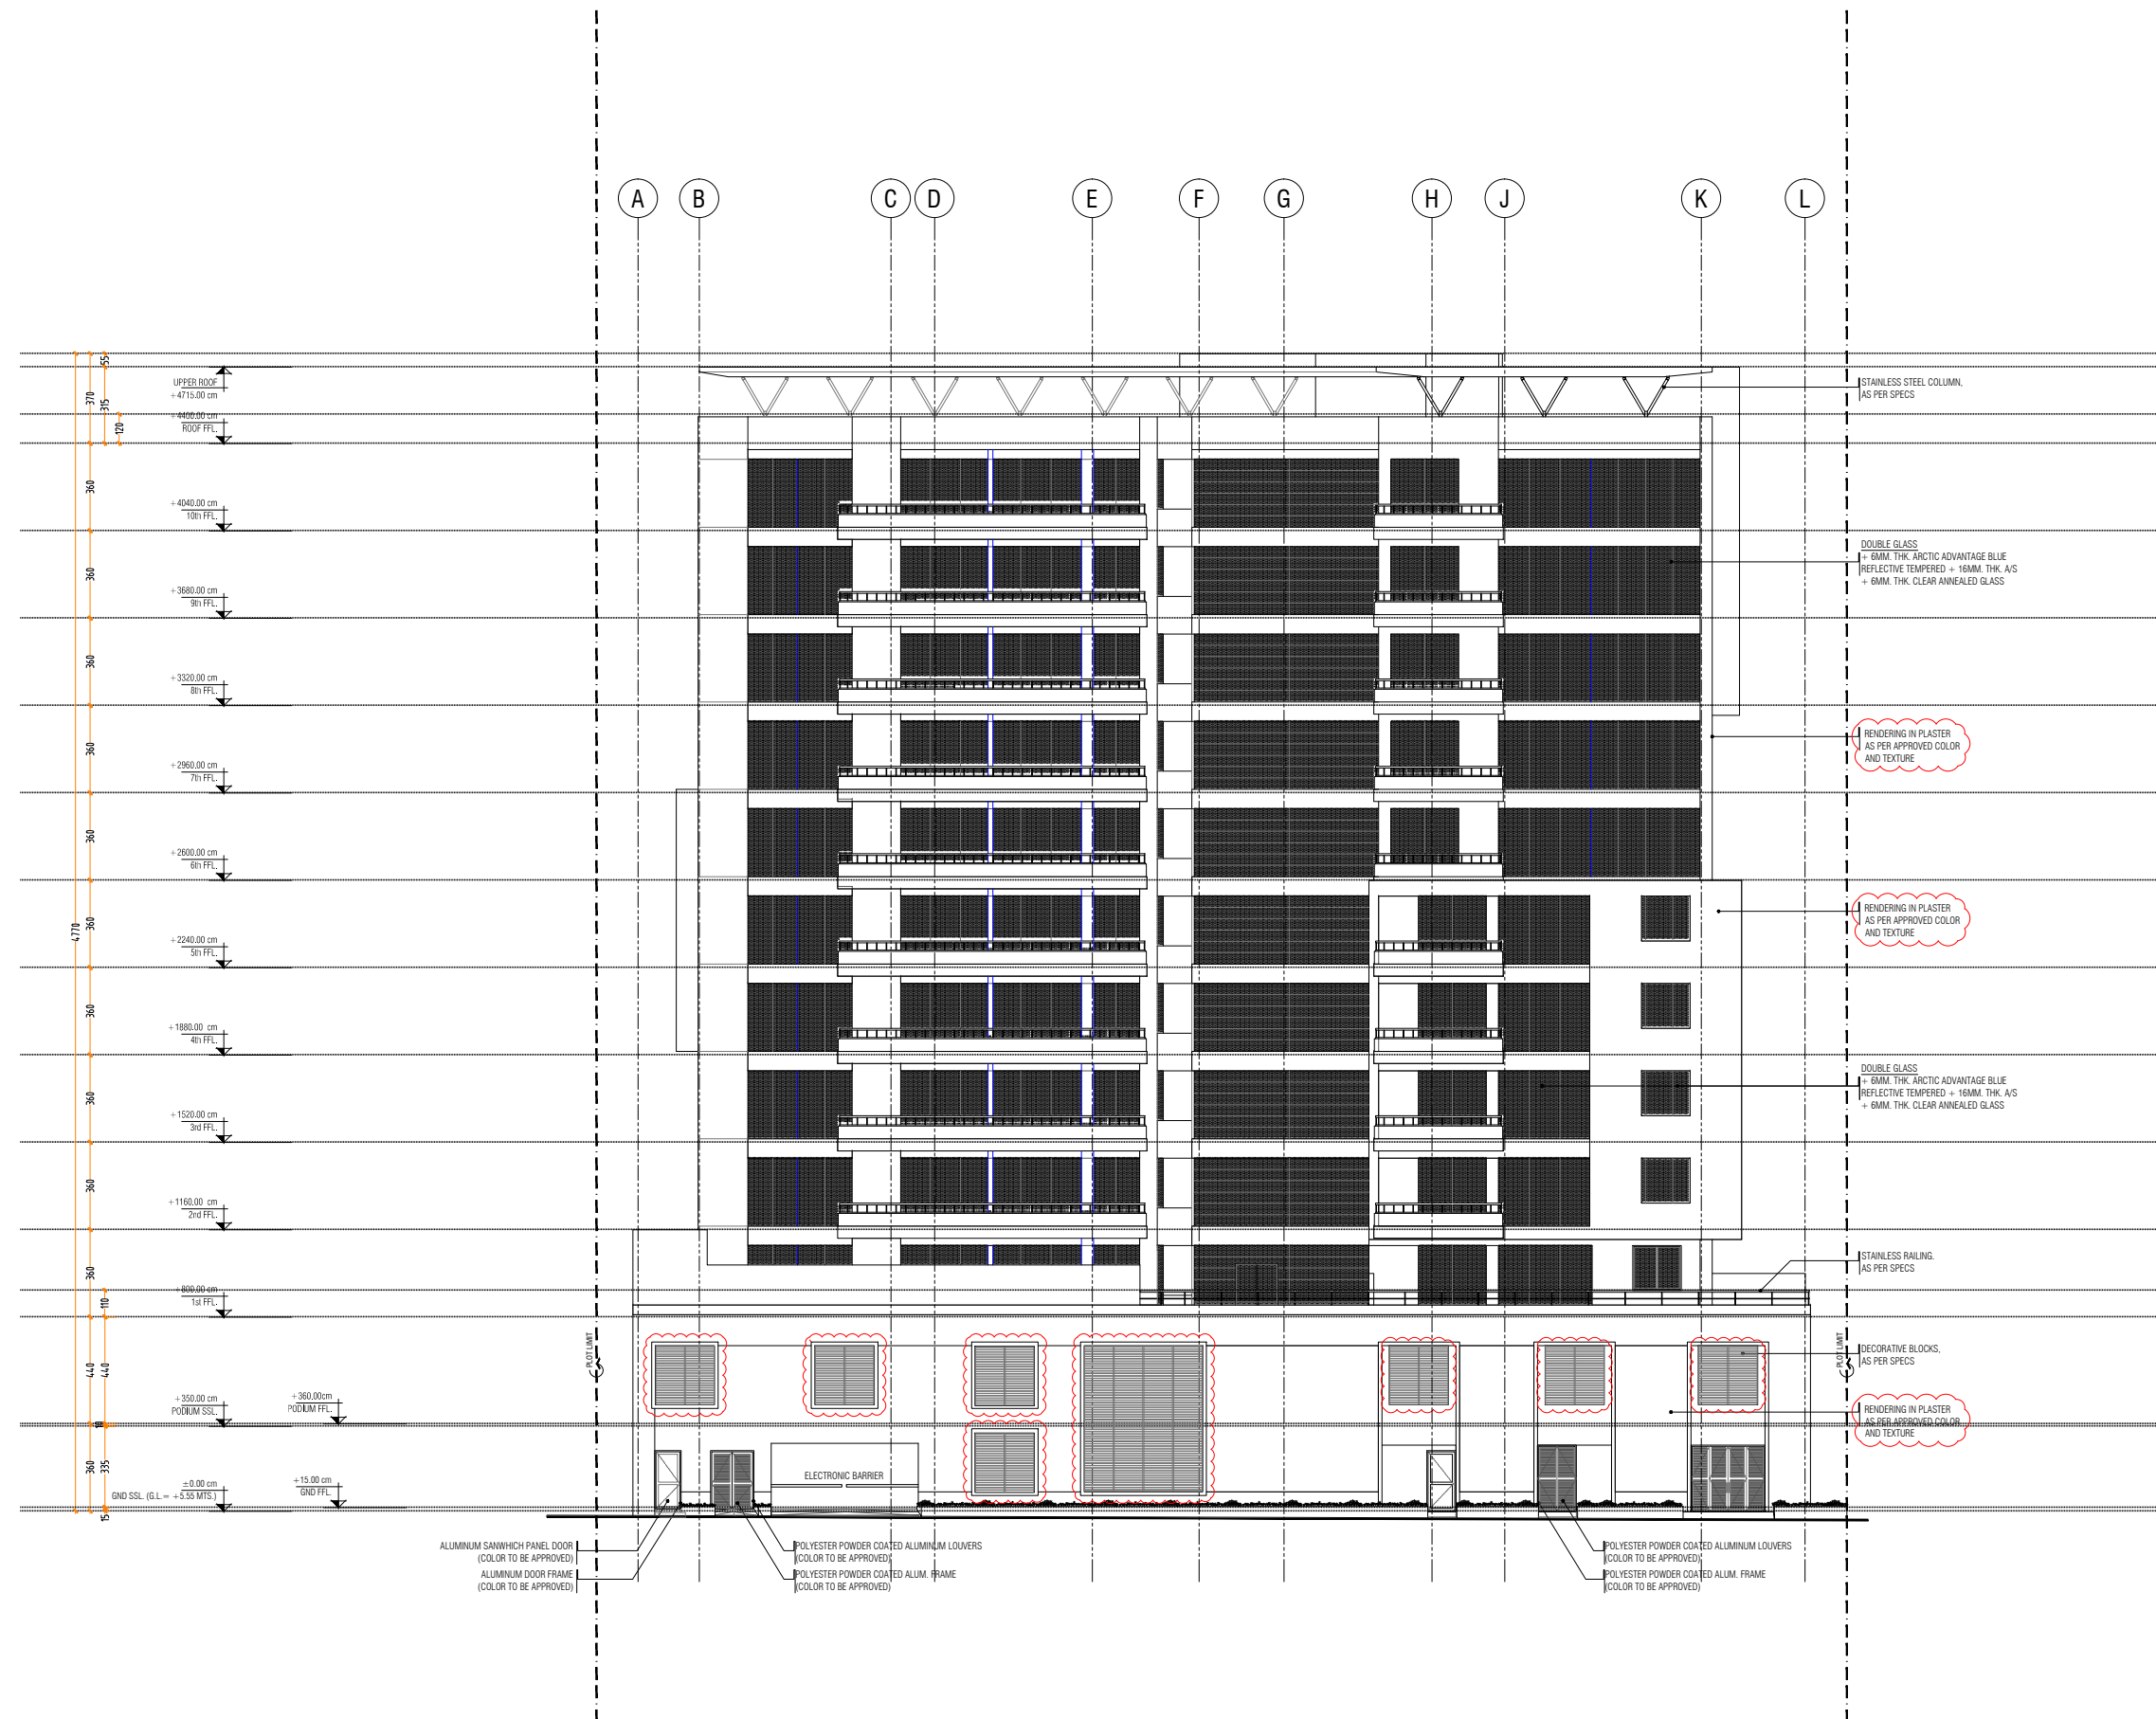 A
B
C
D
E
F
G
H
J
K
L
UPPER ROOF
+4715.00 cm
+4400.00 cm
ROOF FFL.
+4040.00 cm
10th FFL.
+3680.00 cm
9th FFL.
+3320.00 cm
8th FFL.
+2960.00 cm
7th FFL.
+2600.00 cm
6th FFL.
+2240.00 cm
5th FFL.
+1880.00 cm
4th FFL.
+1520.00 cm
3rd FFL.
+1160.00 cm
2nd FFL.
+800.00 cm
1st FFL.
+350.00 cm
PODIUM SSL.
+360.00cm
PODIUM FFL.
±0.00 cm
GND SSL. (G.L.= +5.55 MTS.)
+15.00 cm
GND FFL.
4770
370
360
360
360
360
360
360
360
360
360
360
440
360
15
55
315
120
110
440
10
335
STAINLESS STEEL COLUMN,
AS PER SPECS
DOUBLE GLASS
+ 6MM. THK. ARCTIC ADVANTAGE BLUE
REFLECTIVE TEMPERED + 16MM. THK. A/S
+ 6MM. THK. CLEAR ANNEALED GLASS
RENDERING IN PLASTER
AS PER APPROVED COLOR
AND TEXTURE
RENDERING IN PLASTER
AS PER APPROVED COLOR
AND TEXTURE
DOUBLE GLASS
+ 6MM. THK. ARCTIC ADVANTAGE BLUE
REFLECTIVE TEMPERED + 16MM. THK. A/S
+ 6MM. THK. CLEAR ANNEALED GLASS
STAINLESS RAILING.
AS PER SPECS
PLOT LIMIT
PLOT LIMIT
DECORATIVE BLOCKS,
AS PER SPECS
RENDERING IN PLASTER
AS PER APPROVED COLOR
AND TEXTURE
ELECTRONIC BARRIER
ALUMINUM SANWHICH PANEL DOOR
(COLOR TO BE APPROVED)
ALUMINUM DOOR FRAME
(COLOR TO BE APPROVED)
POLYESTER POWDER COATED ALUMINUM LOUVERS
(COLOR TO BE APPROVED)
POLYESTER POWDER COATED ALUM. FRAME
(COLOR TO BE APPROVED)
POLYESTER POWDER COATED ALUMINUM LOUVERS
(COLOR TO BE APPROVED)
POLYESTER POWDER COATED ALUM. FRAME
(COLOR TO BE APPROVED)